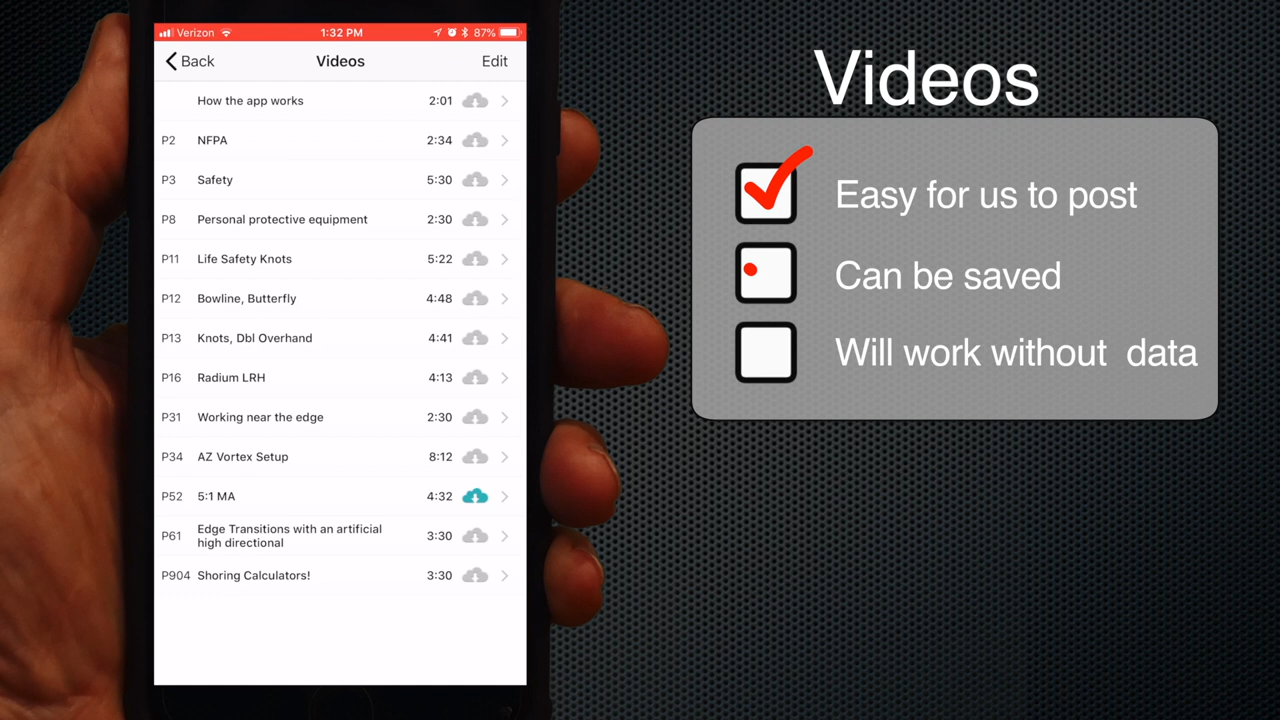 Verizon 1:32 PM 87%
Back Videos Edit
How the app works 2:01
P2 NFPA 2:34
P3 Safety 5:30
P8 Personal protective equipment 2:30
P11 Life Safety Knots 5:22
P12 Bowline, Butterfly 4:48
P13 Knots, Dbl Overhand 4:41
P16 Radium LRH 4:13
P31 Working near the edge 2:30
P34 AZ Vortex Setup 8:12
P52 5:1 MA 4:32
P61 Edge Transitions with an artificial 3:30
high directional
P904 Shoring Calculators! 3:30
Videos
Easy for us to post
Can be saved
Will work without data